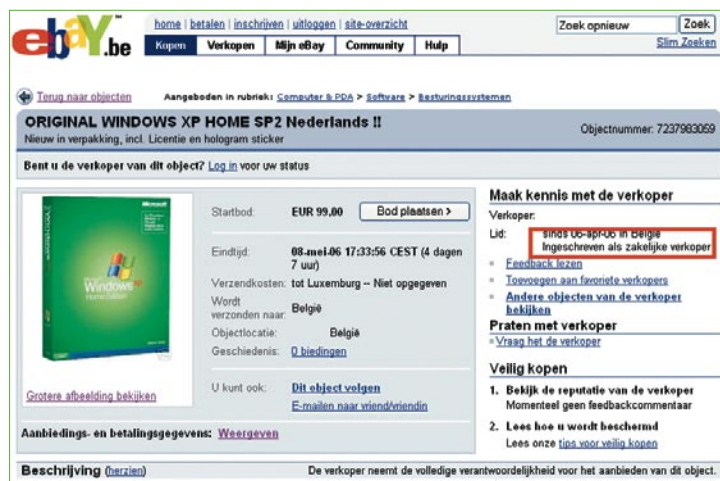 ebaY.be
home | betalen | inschrijven | uitloggen | site-overzicht
Zoek opnieuw Zoek
Kopen Verkopen Mijn eBay Community Hulp
Slim Zoeken
Terug naar objecten Aangeboden in rubriek: Computer & PDA > Software > Besturingssystemen
ORIGINAL WINDOWS XP HOME SP2 Nederlands !!
Nieuw in verpakking, incl. Licentie en hologram sticker
Objectnummer: 7237983059
Bent u de verkoper van dit object? Log in voor uw status
Microsoft
Windows xp
Home Edition
Grotere afbeelding bekijken
Startbod: EUR 99,00 Bod plaatsen >
Eindtijd: 08-mei-06 17:33:56 CEST (4 dagen
7 uur)
Verzendkosten: tot Luxemburg -- Niet opgegeven
Wordt
verzonden naar: België
Objectlocatie: België
Geschiedenis: 0 biedingen
U kunt ook: Dit object volgen
E-mailen naar vriend/vriendin
Aanbiedings- en betalingsgegevens: Weergeven
Maak kennis met de verkoper
Verkoper:
Lid: sinds 06-apr-06 in België
Ingeschreven als zakelijke verkoper
Feedback lezen
Toevoegen aan favoriete verkopers
Andere objecten van de verkoper
bekijken
Praten met verkoper
Vraag het de verkoper
Veilig kopen
1. Bekijk de reputatie van de verkoper
Momenteel geen feedbackcommentaar
2. Lees hoe u wordt beschermd
Lees onze tips voor veilig kopen
Beschrijving (herzien)
De verkoper neemt de volledige verantwoordelijkheid voor het aanbieden van dit object.